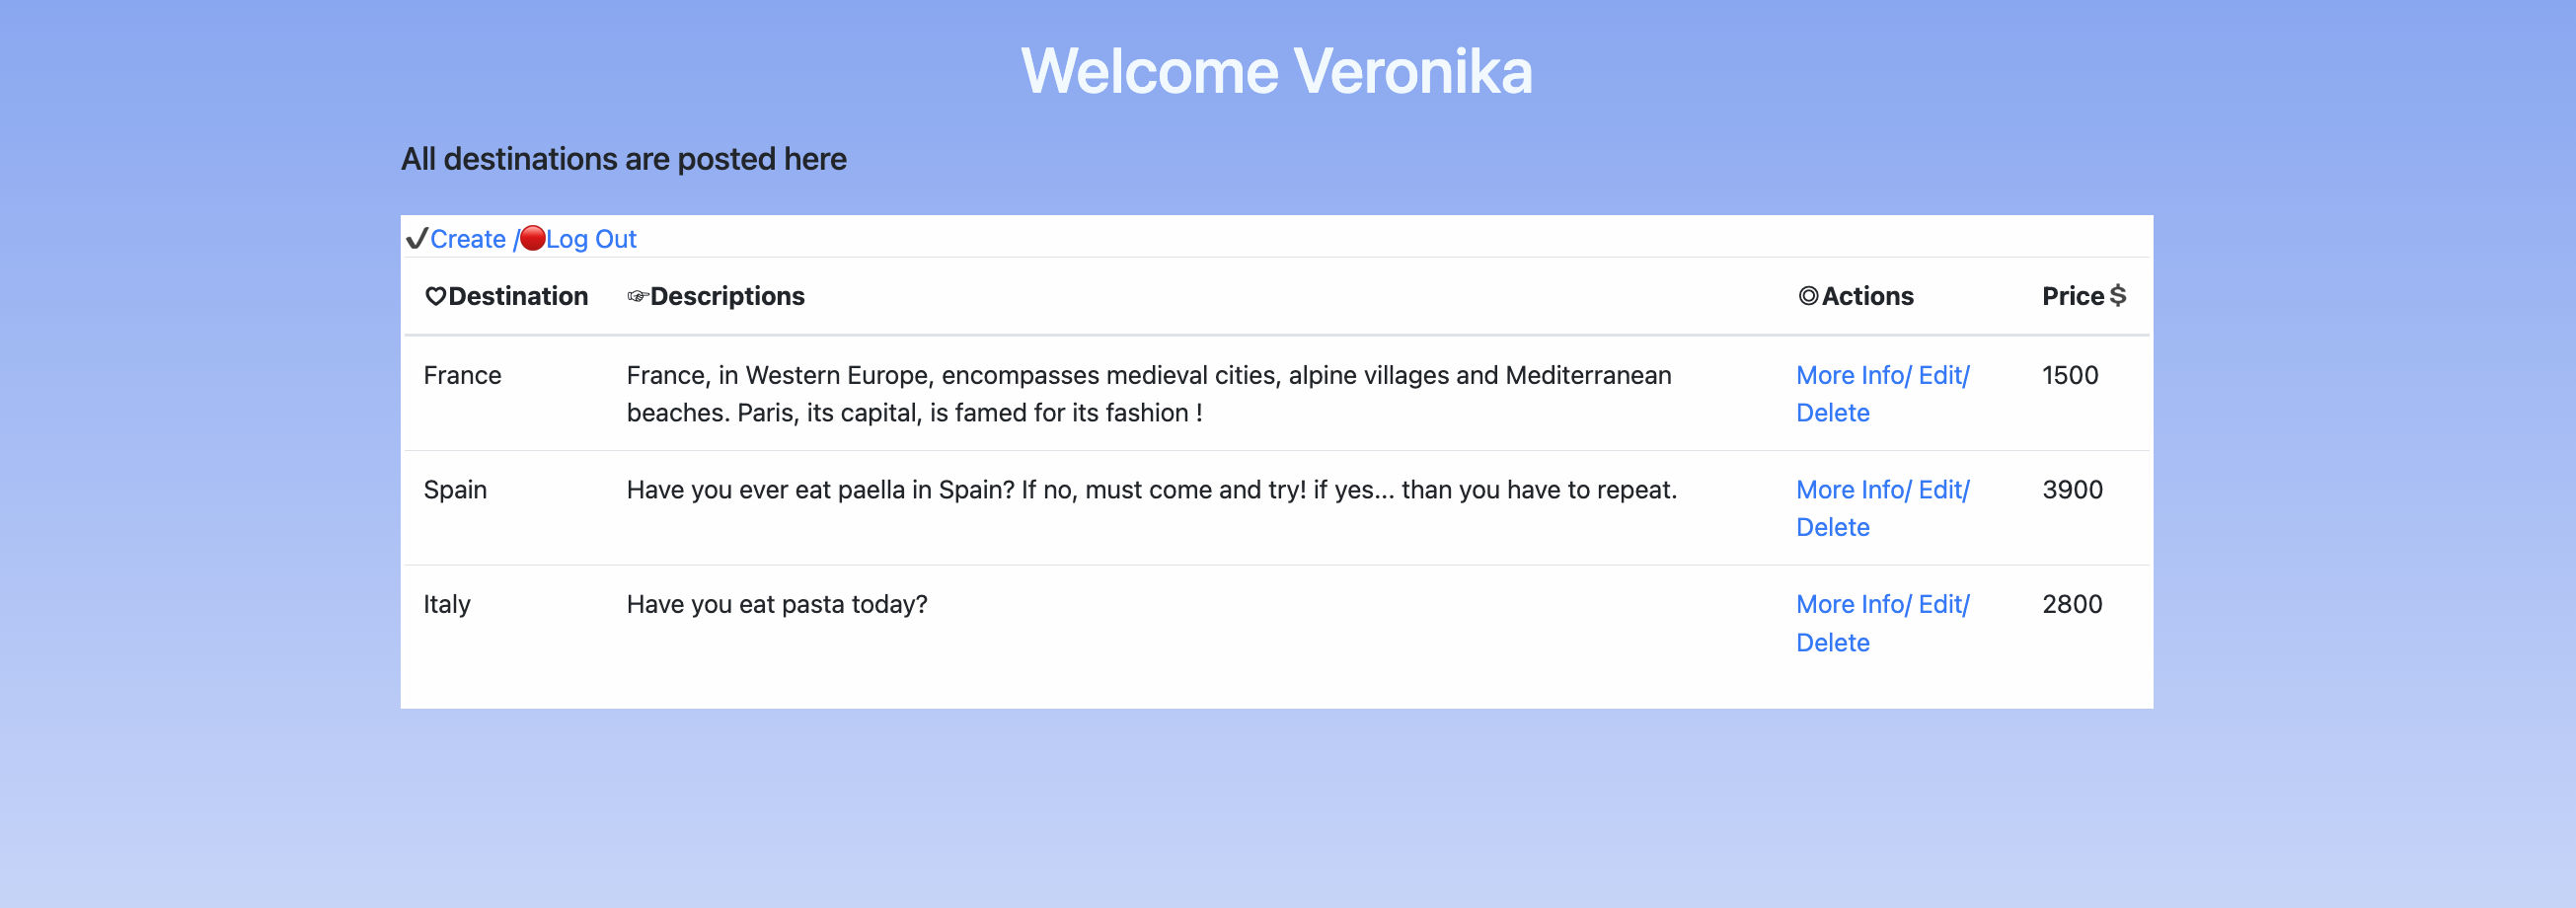 Welcome Veronika
All destinations are posted here
✔Create /🔴Log Out
♡Destination ☞Descriptions ◎Actions Price $
France France, in Western Europe, encompasses medieval cities, alpine villages and Mediterranean More Info/ Edit/ 1500
beaches. Paris, its capital, is famed for its fashion ! Delete
Spain Have you ever eat paella in Spain? If no, must come and try! if yes... than you have to repeat. More Info/ Edit/ 3900
Delete
Italy Have you eat pasta today? More Info/ Edit/ 2800
Delete